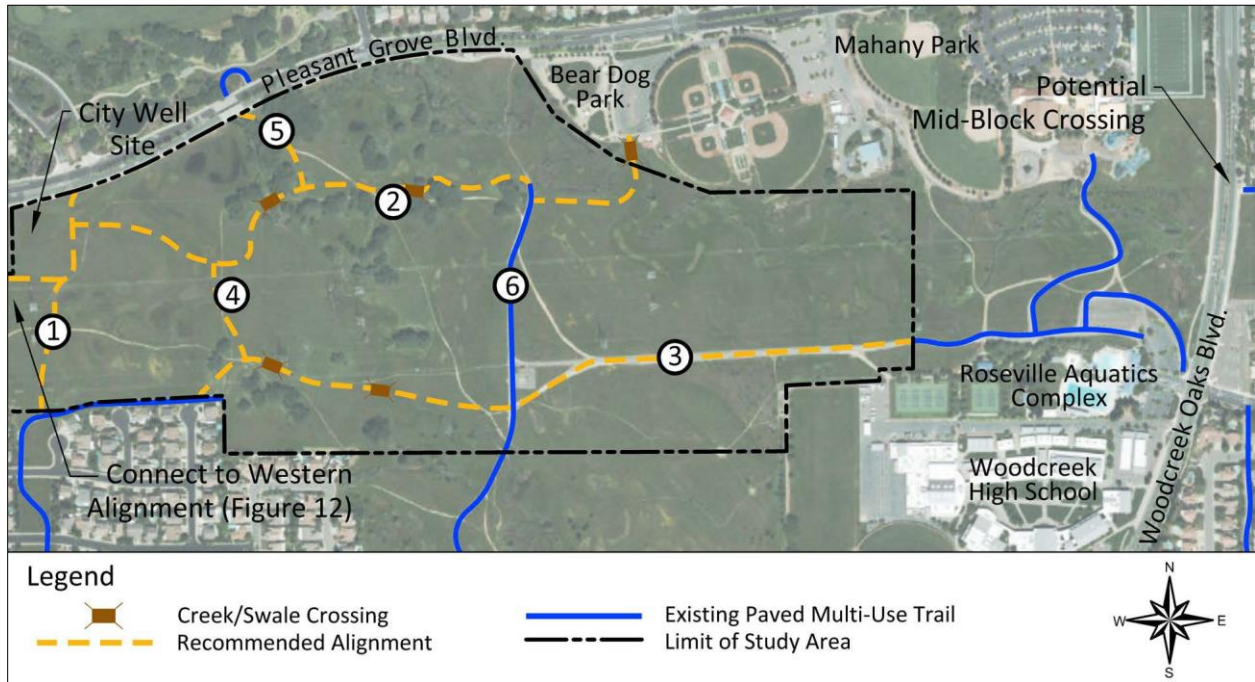 Pleasant Grove Blvd.
Mahany Park
Bear Dog
Park
Potential
Mid-Block Crossing
City Well
Site
5
2
4
6
1
3
Roseville Aquatics
Complex
Woodcreek Oaks Blvd.
Connect to Western
Alignment (Figure 12)
Woodcreek
High School
Legend
Creek/Swale Crossing
Recommended Alignment
Existing Paved Multi-Use Trail
Limit of Study Area
N
W
E
S